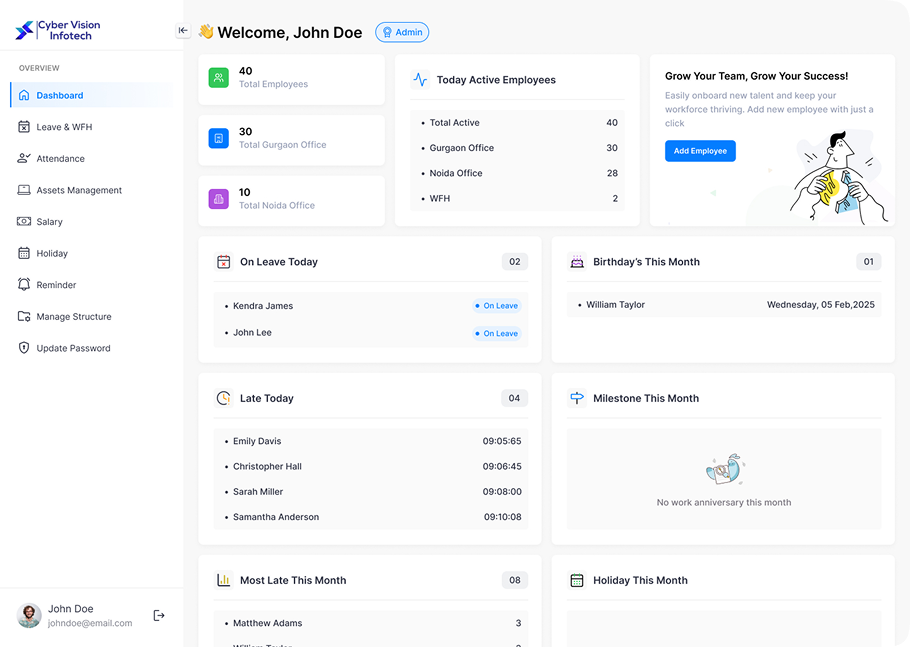 Cyber Vision
Infotech
OVERVIEW
Dashboard
Leave & WFH
Attendance
Assets Management
Salary
Holiday
Reminder
Manage Structure
Update Password
John Doe
johndoe@email.com
Welcome, John Doe
Admin
40
Total Employees
30
Total Gurgaon Office
10
Total Noida Office
Today Active Employees
• Total Active 40
• Gurgaon Office 30
• Noida Office 28
• WFH 2
Grow Your Team, Grow Your Success!
Easily onboard new talent and keep your
workforce thriving. Add new employee with just a
click
Add Employee
On Leave Today 02
• Kendra James • On Leave
• John Lee • On Leave
Birthday's This Month 01
• William Taylor Wednesday, 05 Feb,2025
Late Today 04
• Emily Davis 09:05:65
• Christopher Hall 09:06:45
• Sarah Miller 09:08:00
• Samantha Anderson 09:10:08
Milestone This Month
No work anniversary this month
Most Late This Month 08
• Matthew Adams 3
Holiday This Month